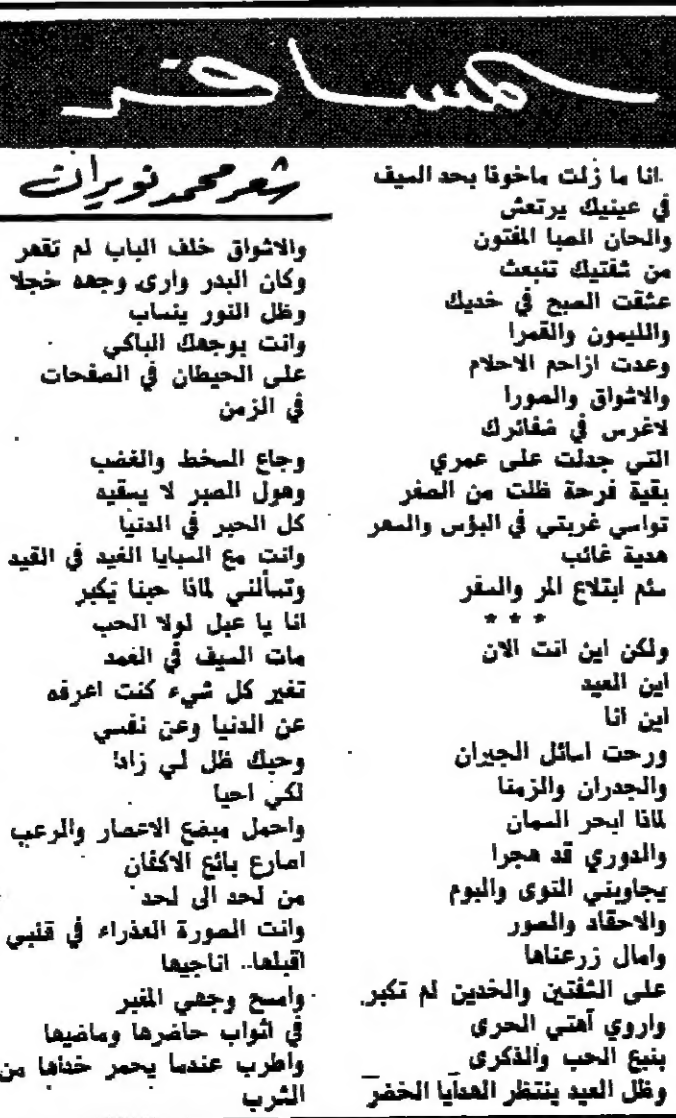 مسافر
شعر محمد نويران
انا ما زلت ماخوذا بحد السيف
في عينيك يرتعش
والحان الصبا المفتون
من شفتيك تنبعث
عشقت الصبح في خديك
والليمون والقمرا
وعدت ازاحم الاحلام
والاشواق والصورا
لاغرس في ضفائرك
التي جدلت على عمري
بقية فرحة ظلت من الصغر
تواسي غربتي في البؤس والسهر
هدية غائب
سئم ابتلاع المر والسفر
* * *
ولكن اين انت الان
اين العيد
اين انا
ورحت اسائل الجيران
والجدران والزمنا
لماذا ابحر السمان
والدوري قد هجرا
يجاوبني النوى والبوم
والاحقاد والصور
وامال زرعناها
على الشفتين والخدين لم تكبر
واروي آهتي الحرى
بنبع الحب والذكرى
وظل العيد ينتظر الهدايا الخضر
والاشواق خلف الباب لم تقهر
وكان البدر وارى وجهه خجلا
وظل النور ينساب
وانت بوجهك الباكي
على الحيطان في الصفحات
في الزمن
وجاع السخط والغضب
وهول الصبر لا يسقيه
كل الحبر في الدنيا
وانت مع السبايا الغيد في القيد
وتسألني لماذا حبنا يكبر
انا يا عبل لولا الحب
مات السيف في الغمد
تغير كل شيء كنت اعرفه
عن الدنيا وعن نفسي
وحبك ظل لي زادا
لكي احيا
واحمل مبضع الاعصار والرعب
اصارع بائع الاكفان
من لحد الى لحد
وانت الصورة العذراء في قلبي
اقبلها.. اناجيها
وامسح وجهي المغبر
في اثواب حاضرها وماضيها
واطرب عندما يحمر خداها من
الشرب